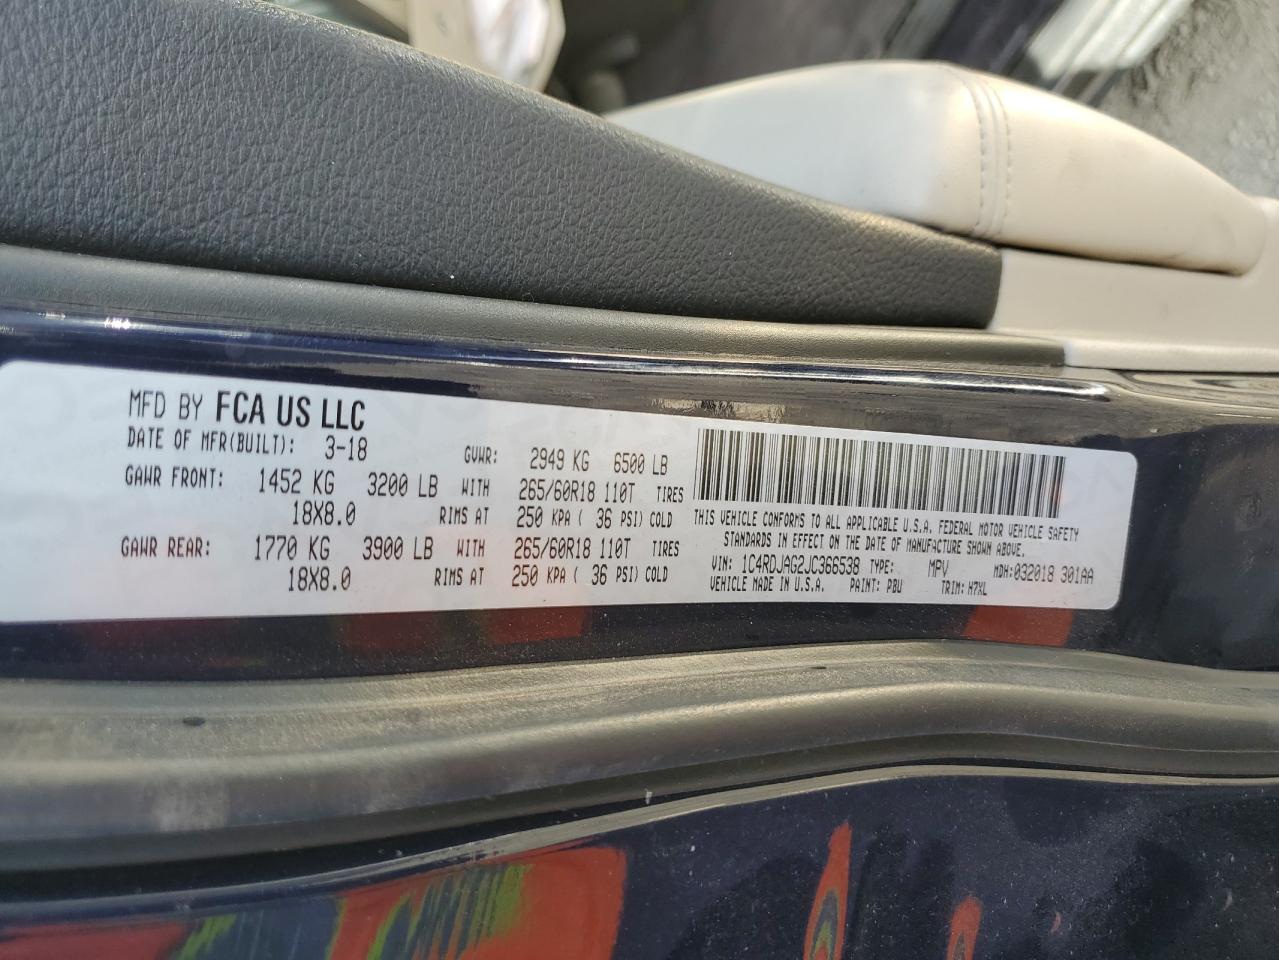 MFD BY FCA US LLC
DATE OF MFR(BUILT): 3-18 GVWR: 2949 KG 6500 LB
GAWR FRONT: 1452 KG 3200 LB WITH 265/60R18 110T TIRES
18X8.0 RIMS AT 250 KPA ( 36 PSI) COLD
GAWR REAR: 1770 KG 3900 LB WITH 265/60R18 110T TIRES
18X8.0 RIMS AT 250 KPA ( 36 PSI) COLD
THIS VEHICLE CONFORMS TO ALL APPLICABLE U.S.A. FEDERAL MOTOR VEHICLE SAFETY
STANDARDS IN EFFECT ON THE DATE OF MANUFACTURE SHOWN ABOVE.
VIN: 1C4RDJAG2JC366538 TYPE: MPV MDH: 032018 301AA
VEHICLE MADE IN U.S.A. PAINT: PBU TRIM: H7XL